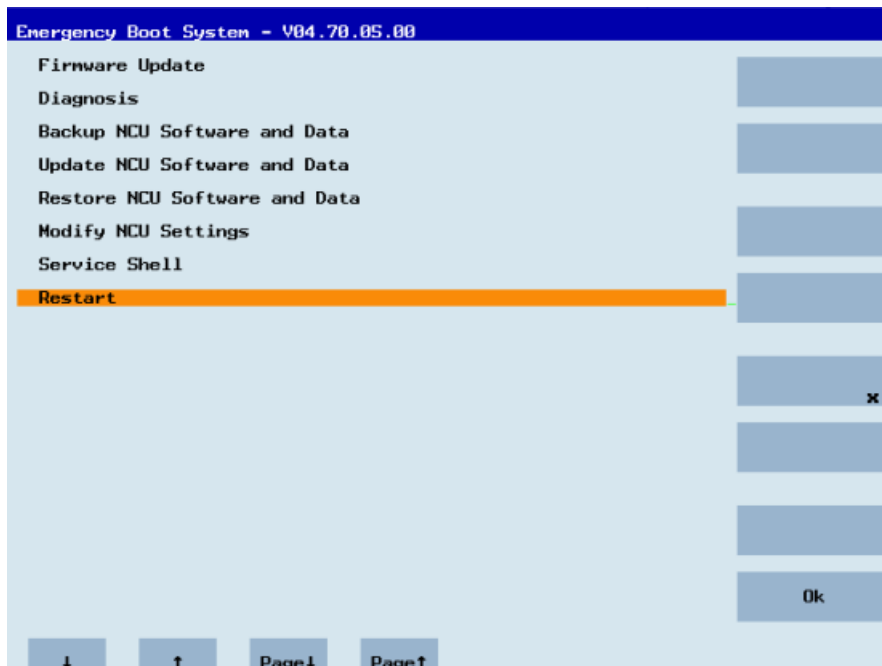 Emergency Boot System - V04.70.05.00
Firmware Update
Diagnosis
Backup NCU Software and Data
Update NCU Software and Data
Restore NCU Software and Data
Modify NCU Settings
Service Shell
Restart
x
Ok
↓ ↑ Page↓ Page↑